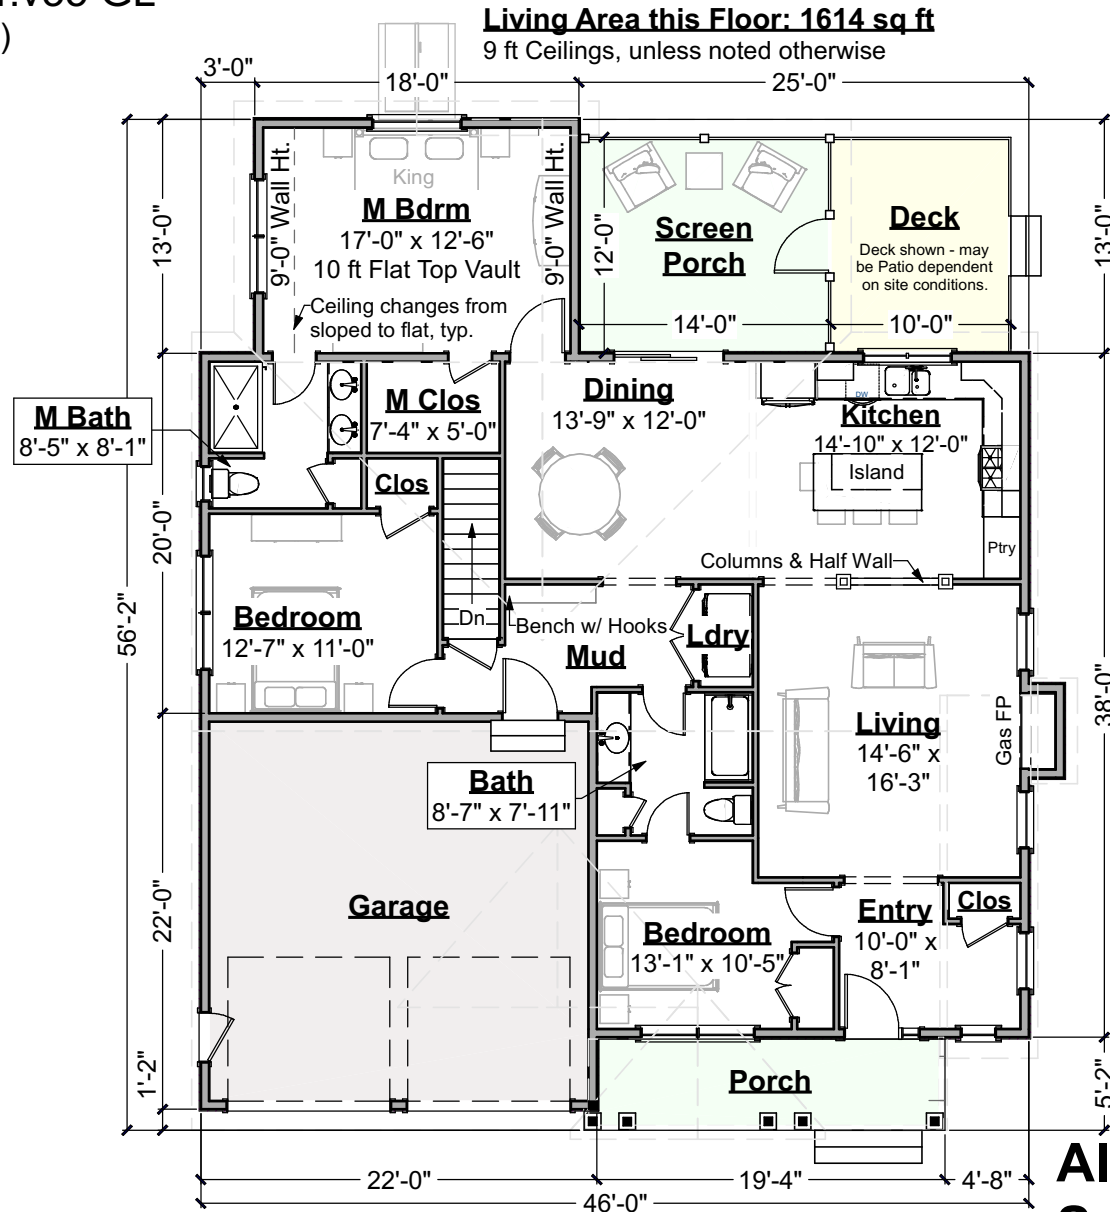 )
Living Area this Floor: 1614 sq ft
9 ft Ceilings, unless noted otherwise
3'-0"
18'-0"
25'-0"
9'-0" Wall Ht.
King
M Bdrm
17'-0" x 12'-6"
10 ft Flat Top Vault
9'-0" Wall Ht.
Ceiling changes from
sloped to flat, typ.
13'-0"
12'-0"
Screen
Porch
14'-0"
Deck
Deck shown - may
be Patio dependent
on site conditions.
10'-0"
13'-0"
M Bath
8'-5" x 8'-1"
M Clos
7'-4" x 5'-0"
Clos
Dining
13'-9" x 12'-0"
DW
Kitchen
14'-10" x 12'-0"
Island
Ptry
Columns & Half Wall
20'-0"
56'-2"
Bedroom
12'-7" x 11'-0"
Dn
Bench w/ Hooks
Mud
Ldry
Living
14'-6" x
16'-3"
Gas FP
38'-0"
Bath
8'-7" x 7'-11"
Garage
22'-0"
Bedroom
13'-1" x 10'-5"
Entry
10'-0" x
8'-1"
Clos
1'-2"
Porch
5'-2"
22'-0"
19'-4"
4'-8"
46'-0"